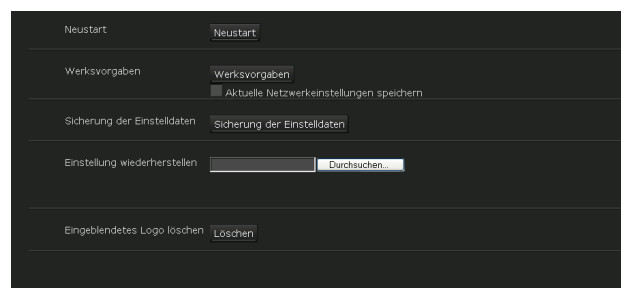 Neustart Neustart
Werksvorgaben Werksvorgaben
Aktuelle Netzwerkeinstellungen speichern
Sicherung der Einstelldaten Sicherung der Einstelldaten
Einstellung wiederherstellen Durchsuchen...
Eingeblendetes Logo löschen Löschen